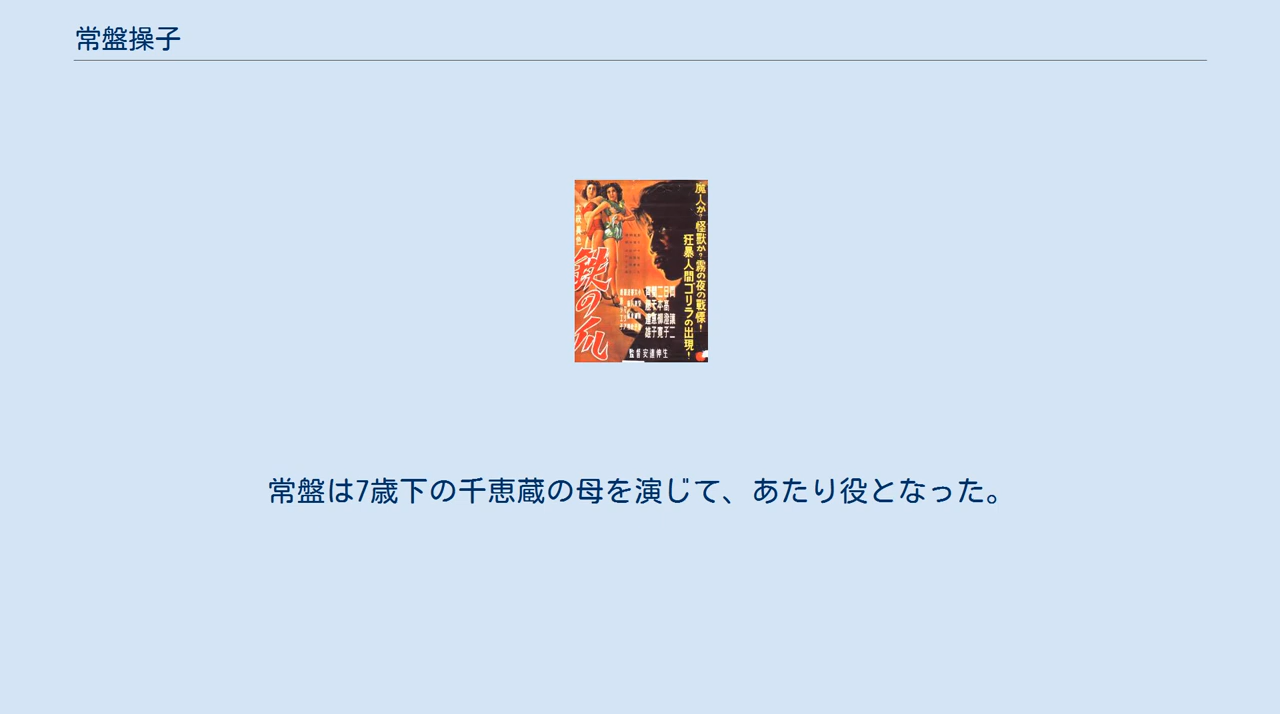 常盤操子
魔人か？怪獣か？霧の夜の戦慄！
狂暴人間ゴリラの出現！
鉄の爪
監督 安達伸生
常盤は7歳下の千恵蔵の母を演じて、あたり役となった。